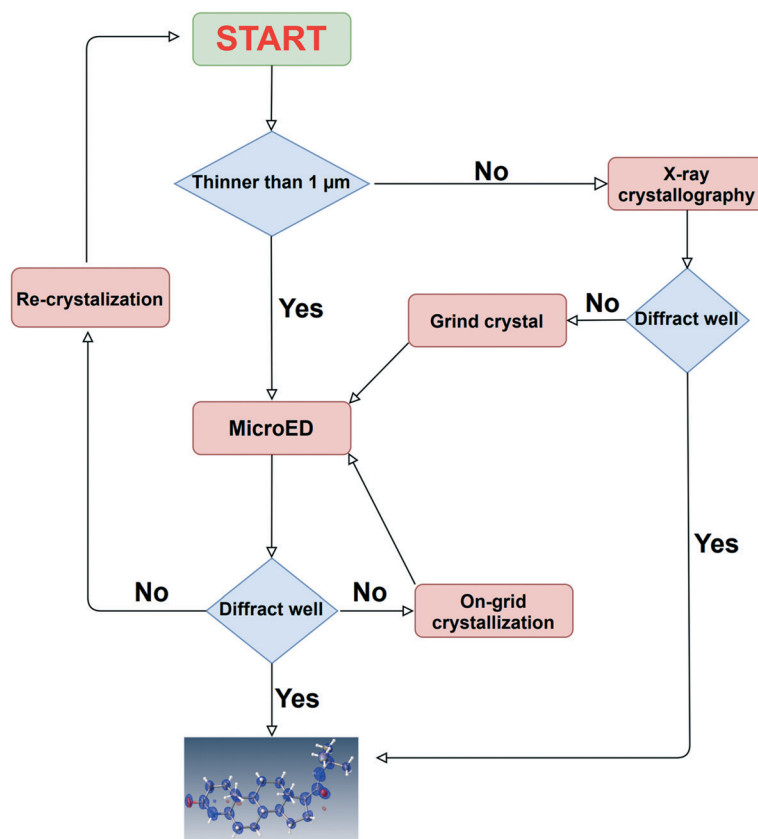 START
Thinner than 1 µm
No
X-ray
crystallography
Re-crystalization
Yes
Grind crystal
No
Diffract well
MicroED
Yes
No
Diffract well
No
On-grid
crystallization
Yes